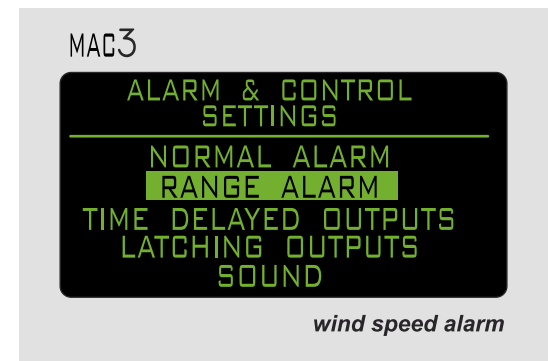 MAC3
ALARM & CONTROL
SETTINGS
NORMAL ALARM
RANGE ALARM
TIME DELAYED OUTPUTS
LATCHING OUTPUTS
SOUND
wind speed alarm